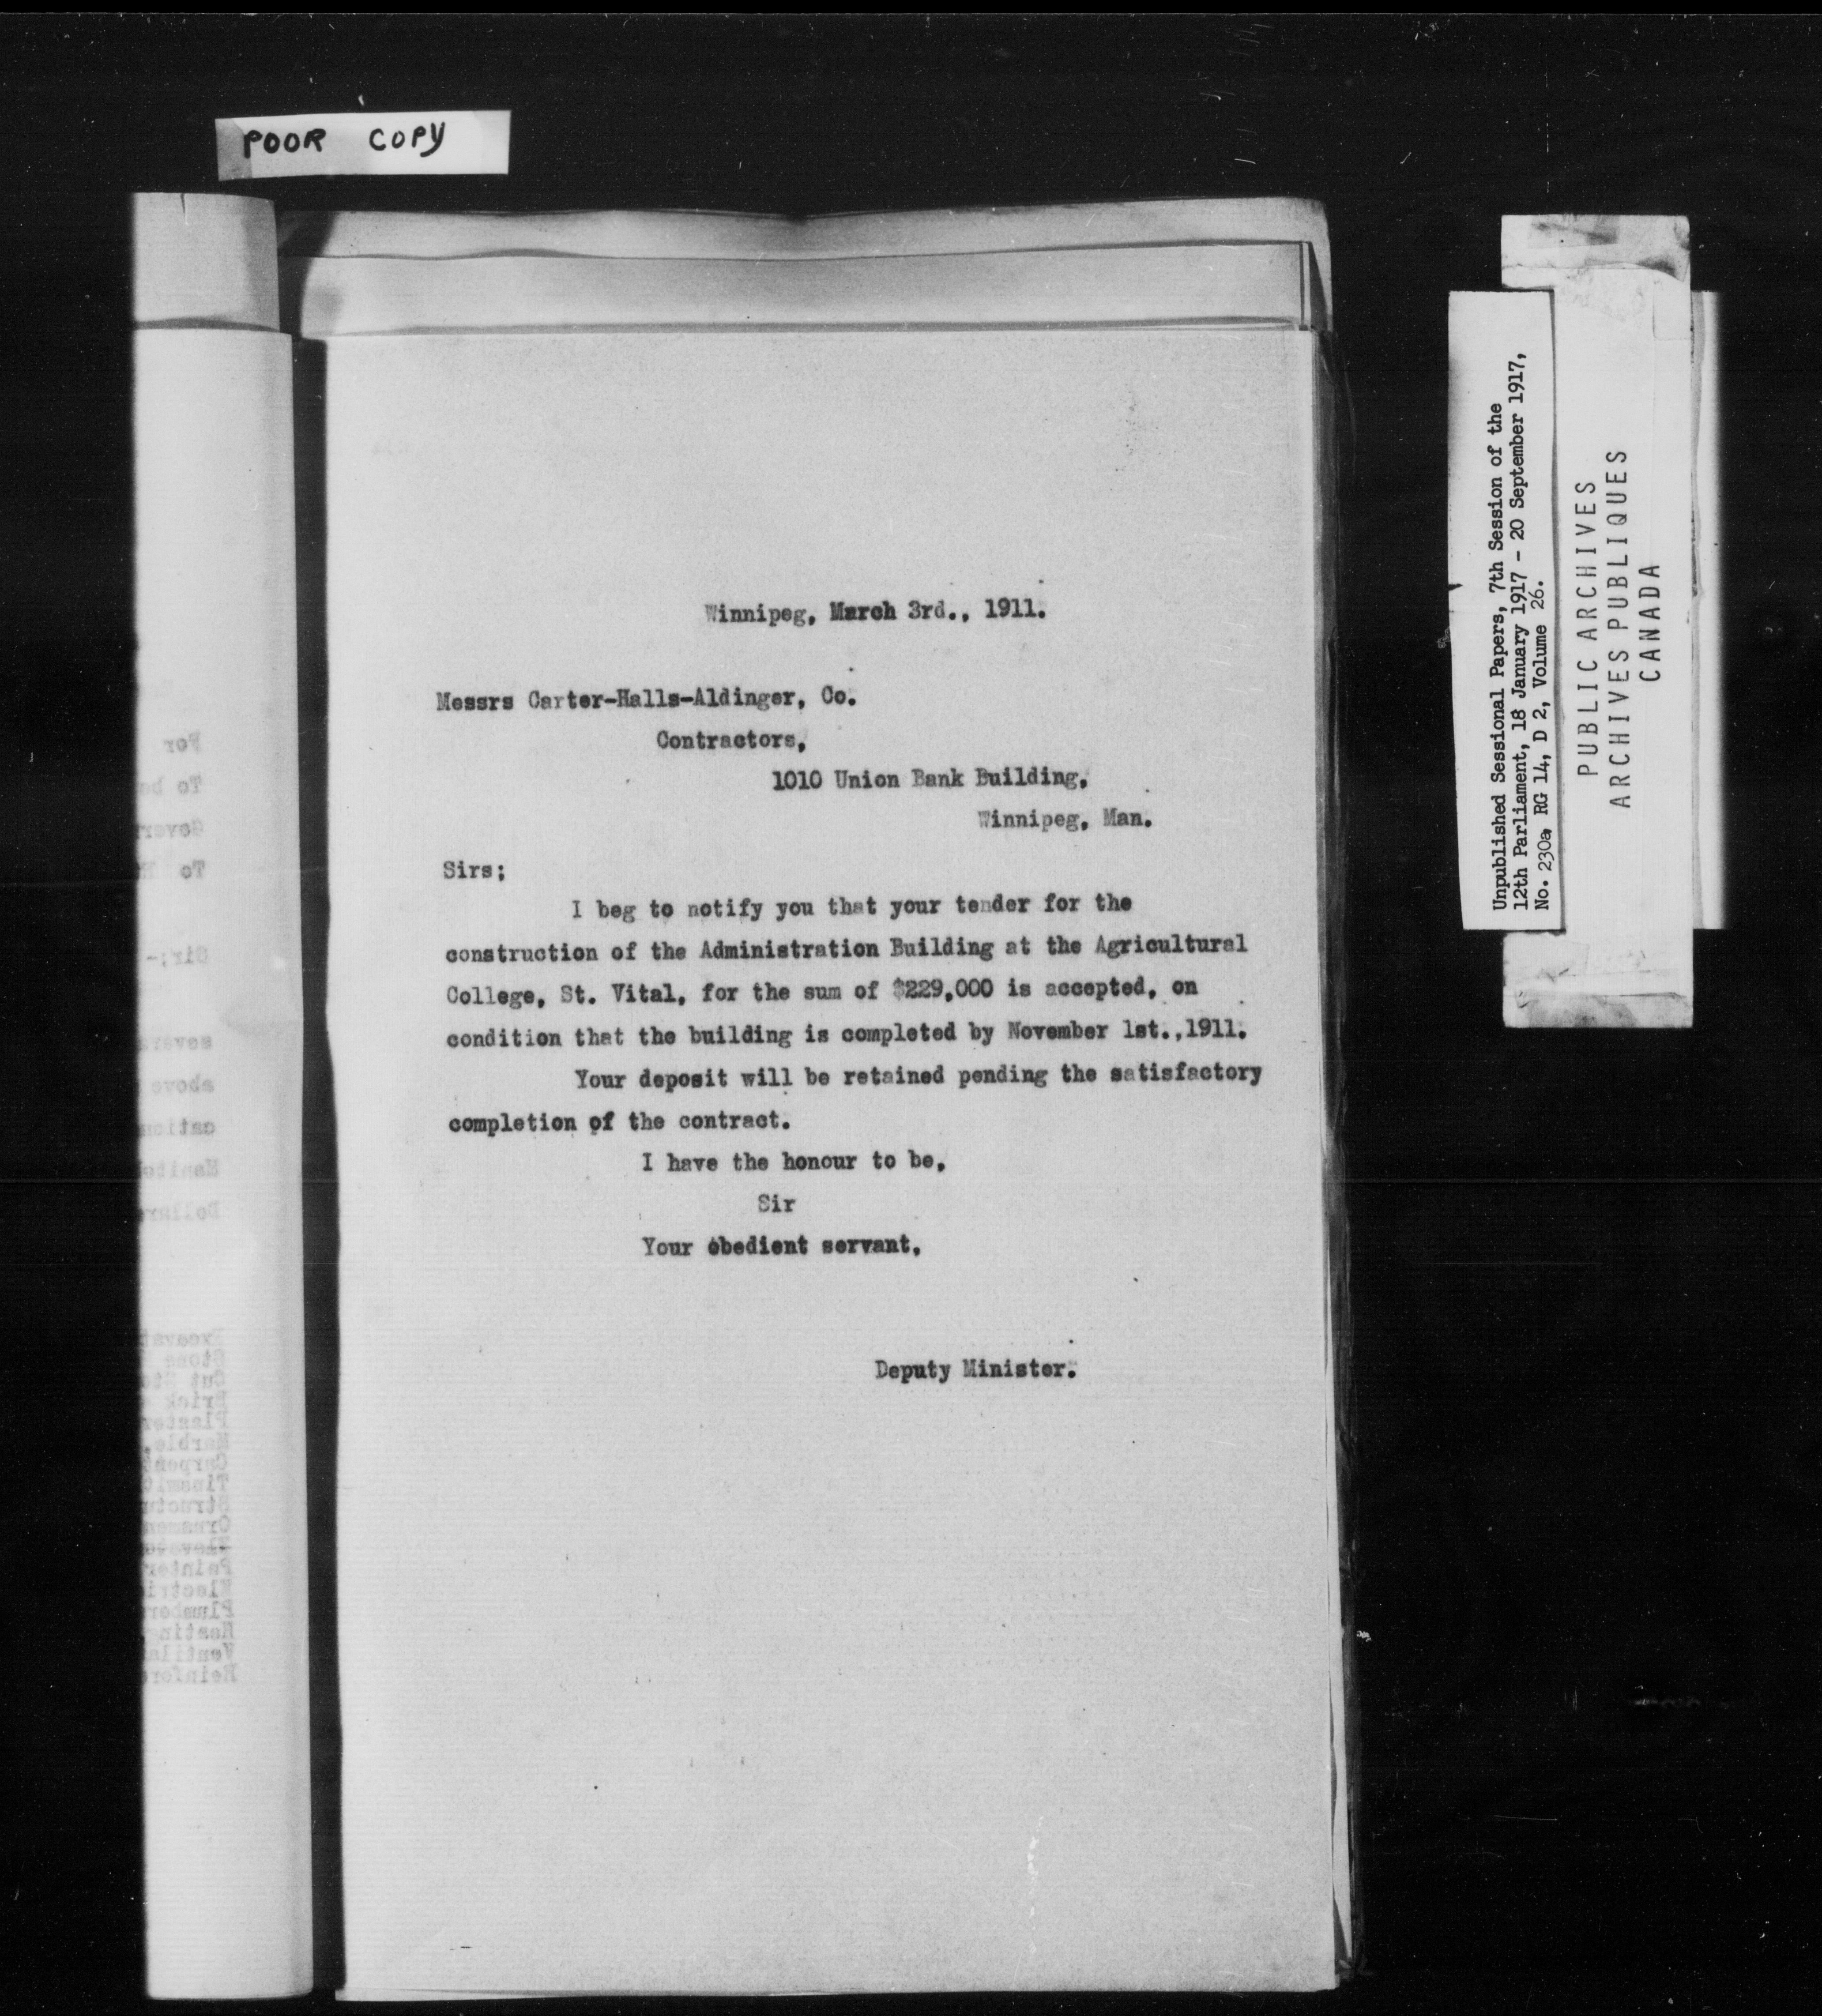 POOR COPY
Winnipeg, March 3rd., 1911.
Messrs Carter-Halls-Aldinger, Co.
Contractors,
1010 Union Bank Building,
Winnipeg, Man.
Sirs;
I beg to notify you that your tender for the
construction of the Administration Building at the Agricultural
College, St. Vital, for the sum of $229,000 is accepted, on
condition that the building is completed by November 1st.,1911.
Your deposit will be retained pending the satisfactory
completion of the contract.
I have the honour to be,
Sir
Your obedient servant,
Deputy Minister.
Unpublished Sessional Papers, 7th Session of the
12th Parliament, 18 January 1917 - 20 September 1917,
No. 230a, RG 14, D 2, Volume 26.
PUBLIC ARCHIVES
ARCHIVES PUBLIQUES
CANADA